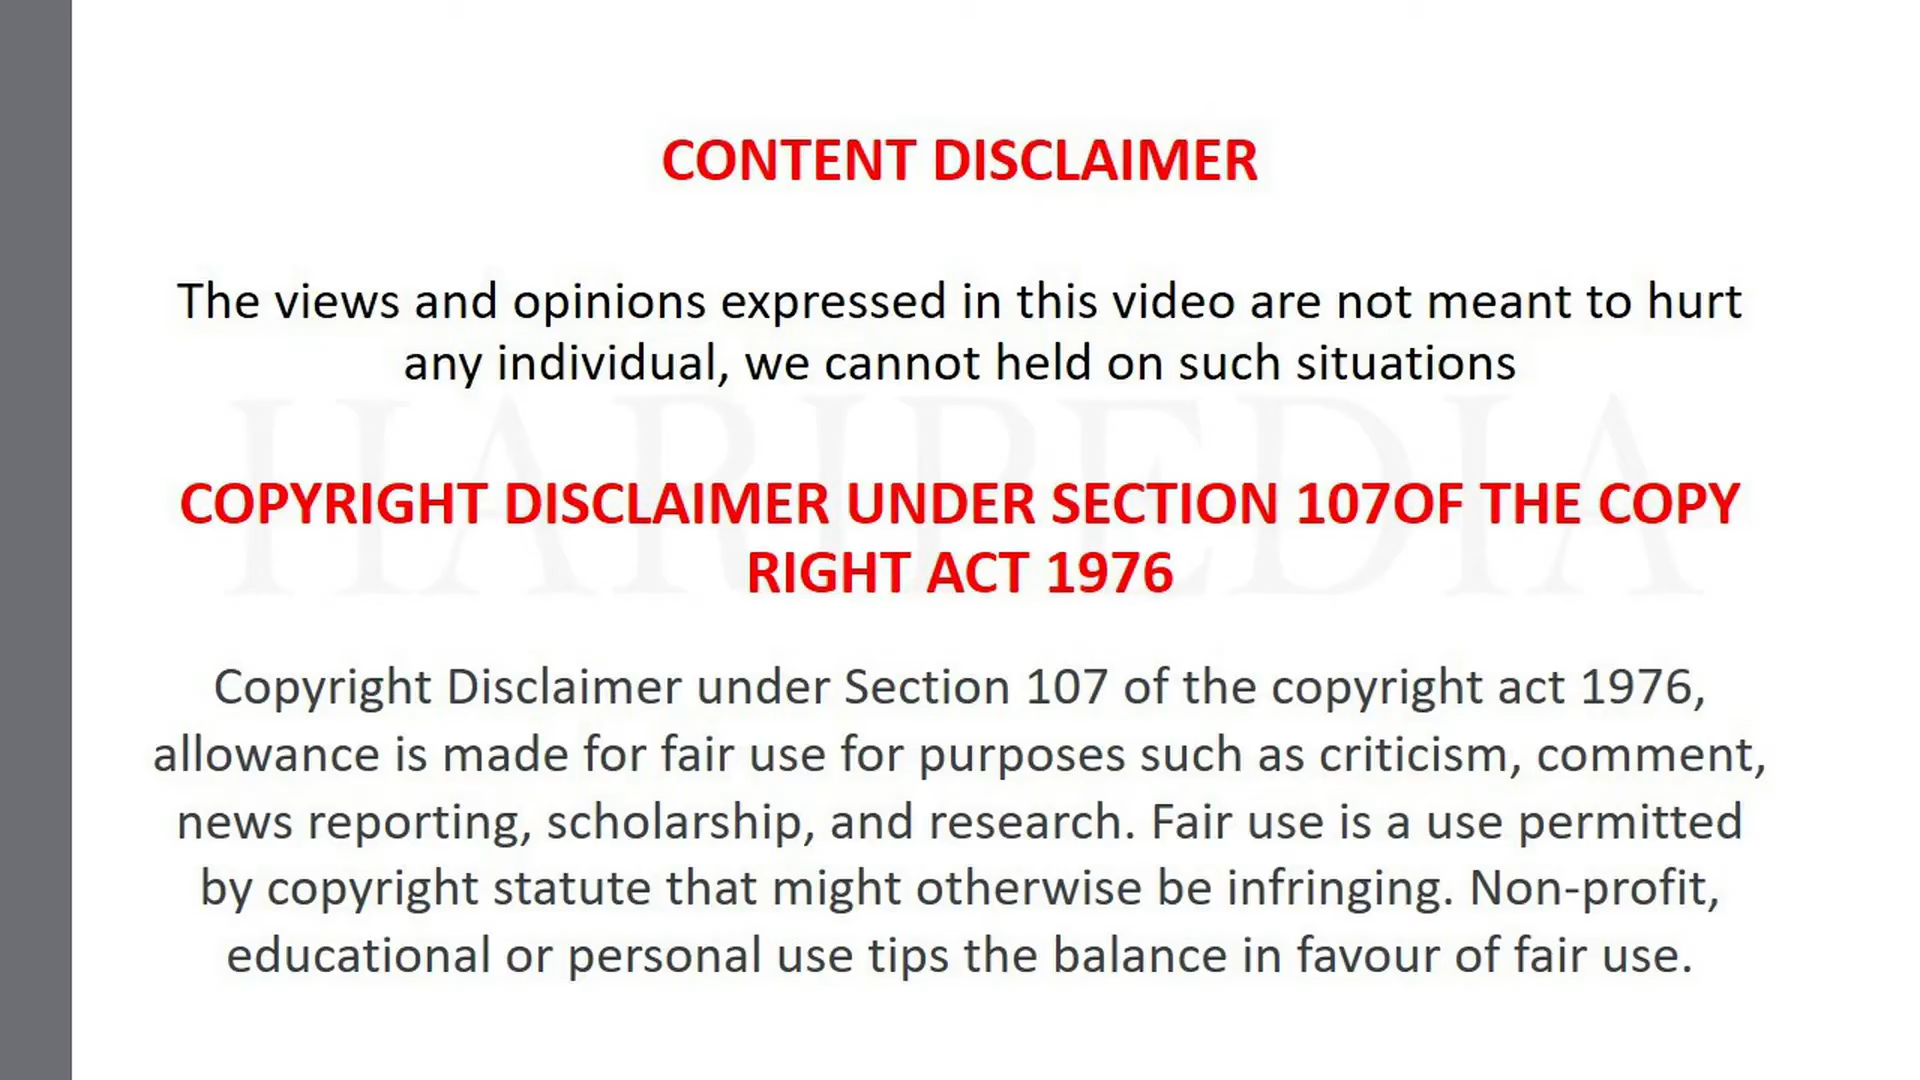 CONTENT DISCLAIMER
The views and opinions expressed in this video are not meant to hurt
any individual, we cannot held on such situations
HARIPEDIA
COPYRIGHT DISCLAIMER UNDER SECTION 107OF THE COPY
RIGHT ACT 1976
Copyright Disclaimer under Section 107 of the copyright act 1976,
allowance is made for fair use for purposes such as criticism, comment,
news reporting, scholarship, and research. Fair use is a use permitted
by copyright statute that might otherwise be infringing. Non-profit,
educational or personal use tips the balance in favour of fair use.